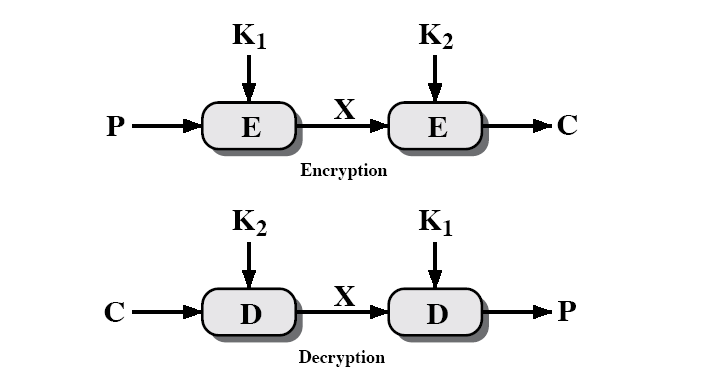 K₁ K₂
P E X E C
Encryption
K₂ K₁
C D X D P
Decryption